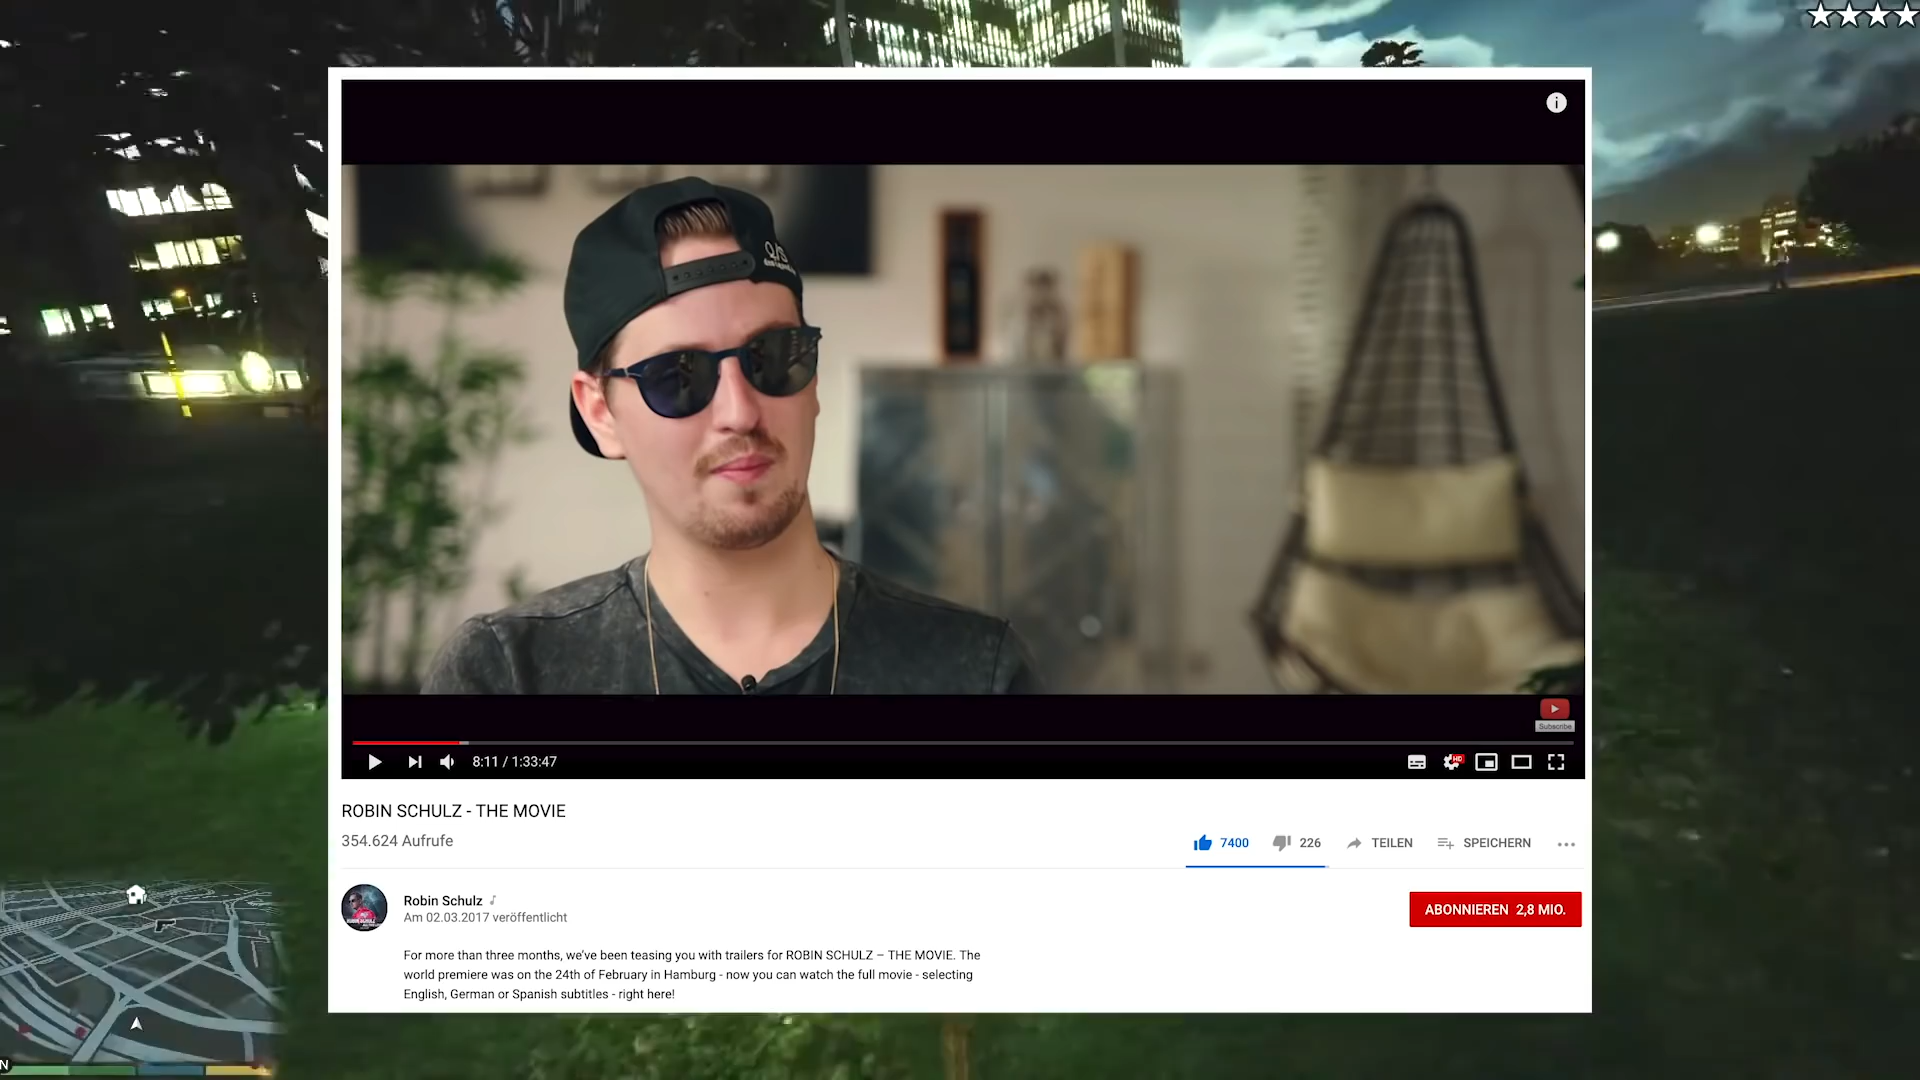 Subscribe
8:11 / 1:33:47
HD
ROBIN SCHULZ - THE MOVIE
354.624 Aufrufe
7400 226 TEILEN SPEICHERN
Robin Schulz
Am 02.03.2017 veröffentlicht
ABONNIEREN 2,8 MIO.
For more than three months, we've been teasing you with trailers for ROBIN SCHULZ – THE MOVIE. The
world premiere was on the 24th of February in Hamburg - now you can watch the full movie - selecting
English, German or Spanish subtitles - right here!
N